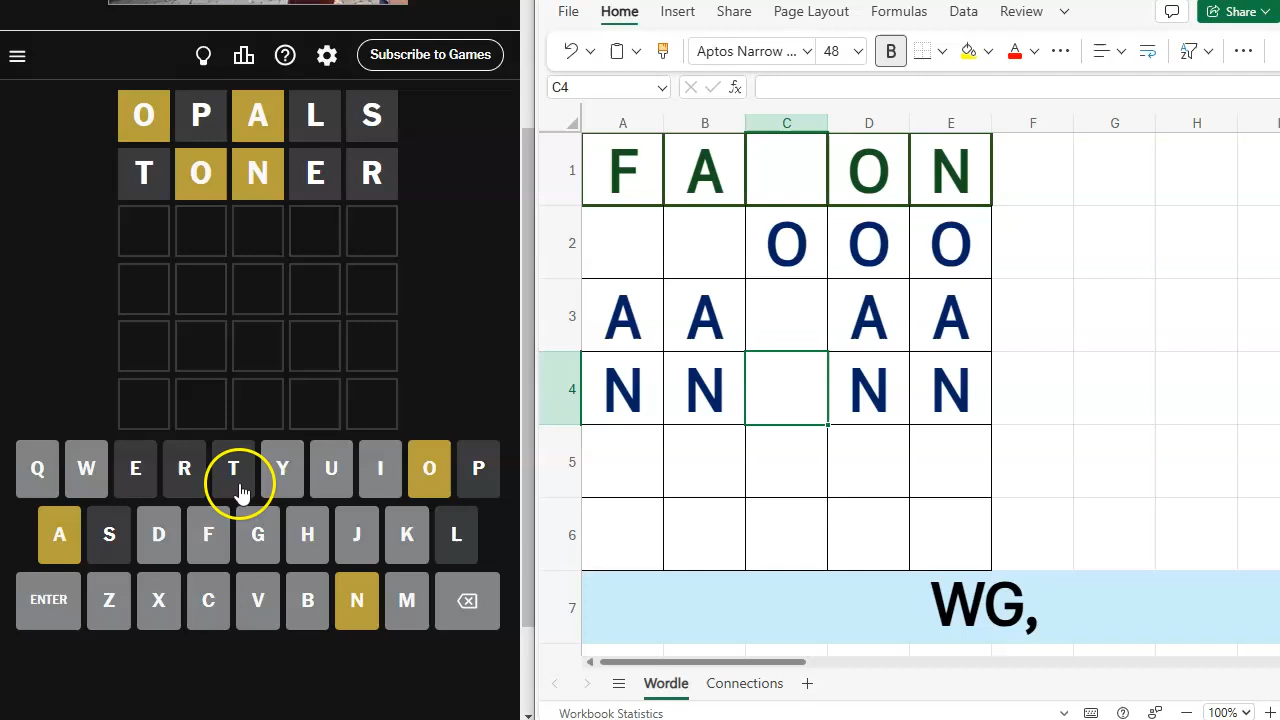 File Home Insert Share Page Layout Formulas Data Review Share
Subscribe to Games
Aptos Narrow ... 48 B A ...
C4 fx
A B C D E F G H
O P A L S
T O N E R
1 F A O N
2 O O O
3 A A A A
4 N N N N
5
6
7 WG,
Q W E R T Y U I O P
A S D F G H J K L
ENTER Z X C V B N M
Wordle Connections
Workbook Statistics 100%